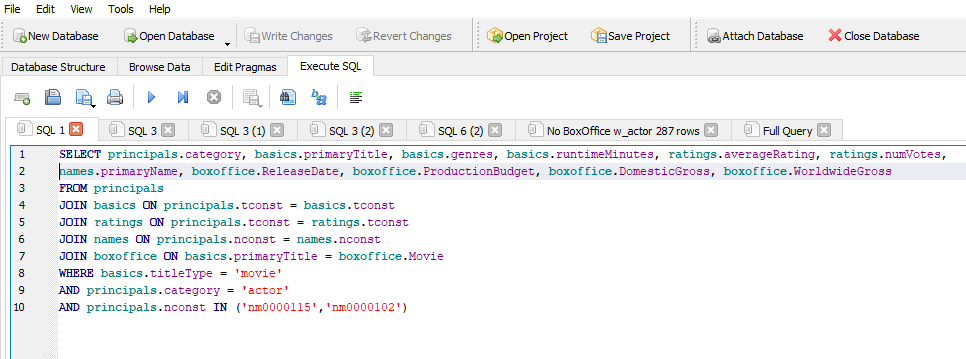 File Edit View Tools Help
New Database Open Database Write Changes Revert Changes Open Project Save Project Attach Database Close Database
Database Structure Browse Data Edit Pragmas Execute SQL
SQL 1 SQL 3 SQL 3 (1) SQL 3 (2) SQL 6 (2) No BoxOffice w_actor 287 rows Full Query
1 SELECT principals.category, basics.primaryTitle, basics.genres, basics.runtimeMinutes, ratings.averageRating, ratings.numVotes,
2 names.primaryName, boxoffice.ReleaseDate, boxoffice.ProductionBudget, boxoffice.DomesticGross, boxoffice.WorldwideGross
3 FROM principals
4 JOIN basics ON principals.tconst = basics.tconst
5 JOIN ratings ON principals.tconst = ratings.tconst
6 JOIN names ON principals.nconst = names.nconst
7 JOIN boxoffice ON basics.primaryTitle = boxoffice.Movie
8 WHERE basics.titleType = 'movie'
9 AND principals.category = 'actor'
10 AND principals.nconst IN ('nm0000115','nm0000102')